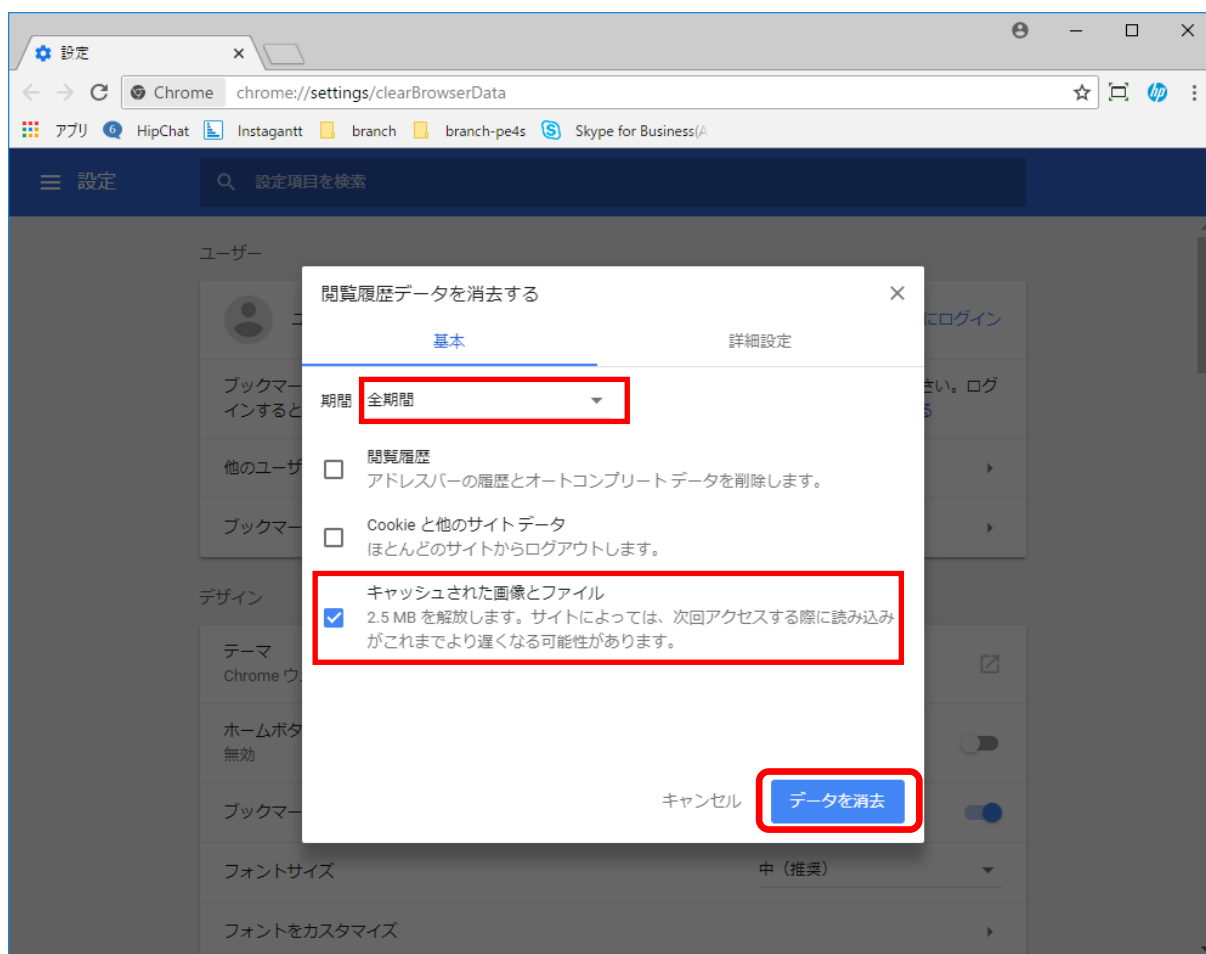 設定
Chrome chrome://settings/clearBrowserData
アプリ 6 HipChat Instagantt branch branch-pe4s Skype for Business(A
設定 設定項目を検索
ユーザー
閲覧履歴データを消去する
にログイン
基本 詳細設定
ブックマー さい。ログ
期間 全期間
インすると
閲覧履歴
他のユーザ
アドレスバーの履歴とオートコンプリート データを削除します。
Cookie と他のサイト データ
ブックマー
ほとんどのサイトからログアウトします。
キャッシュされた画像とファイル
デザイン
2.5 MB を解放します。サイトによっては、次回アクセスする際に読み込み
がこれまでより遅くなる可能性があります。
テーマ
Chrome ウ
ホームボタ
無効
キャンセル データを消去
ブックマー
フォントサイズ 中（推奨）
フォントをカスタマイズ